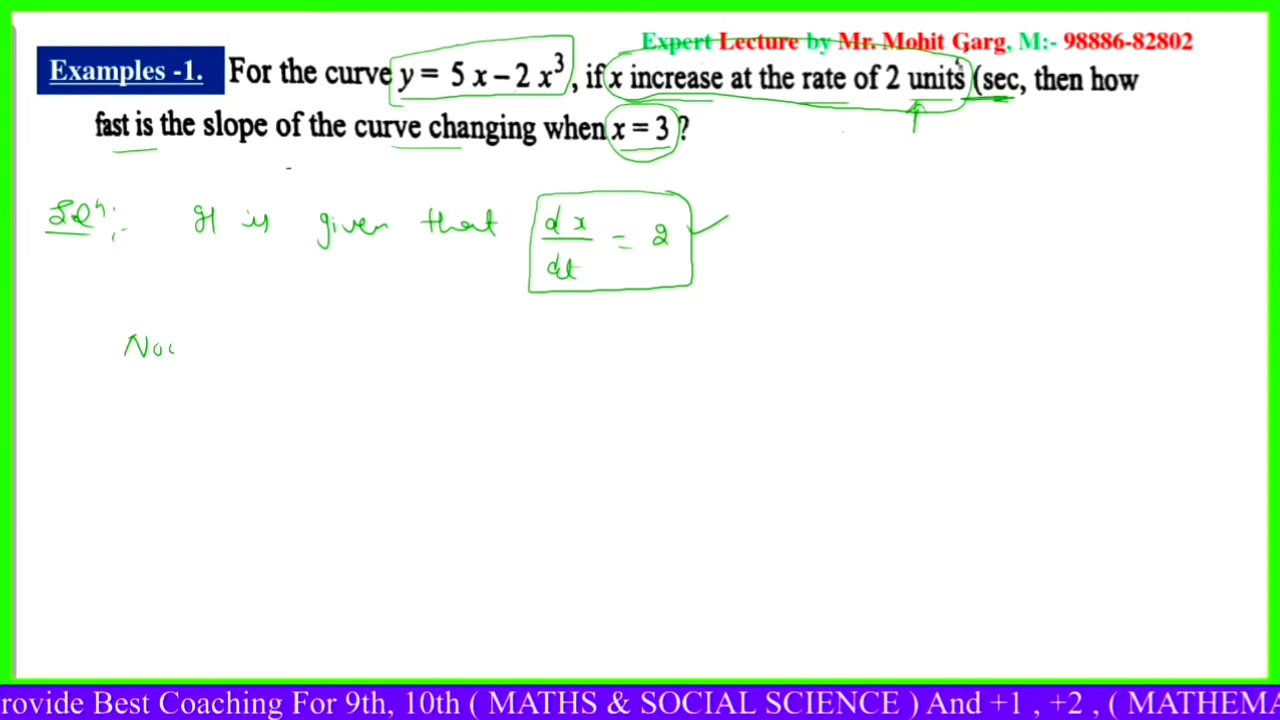 Expert Lecture by Mr. Mohit Garg, M:- 98886-82802
Examples -1. For the curve y = 5 x – 2 x³, if x increase at the rate of 2 units (sec, then how
fast is the slope of the curve changing when x = 3 ?
It is given that dx/dt = 2
rovide Best Coaching For 9th, 10th ( MATHS & SOCIAL SCIENCE ) And +1 , +2 , ( MATHEMA